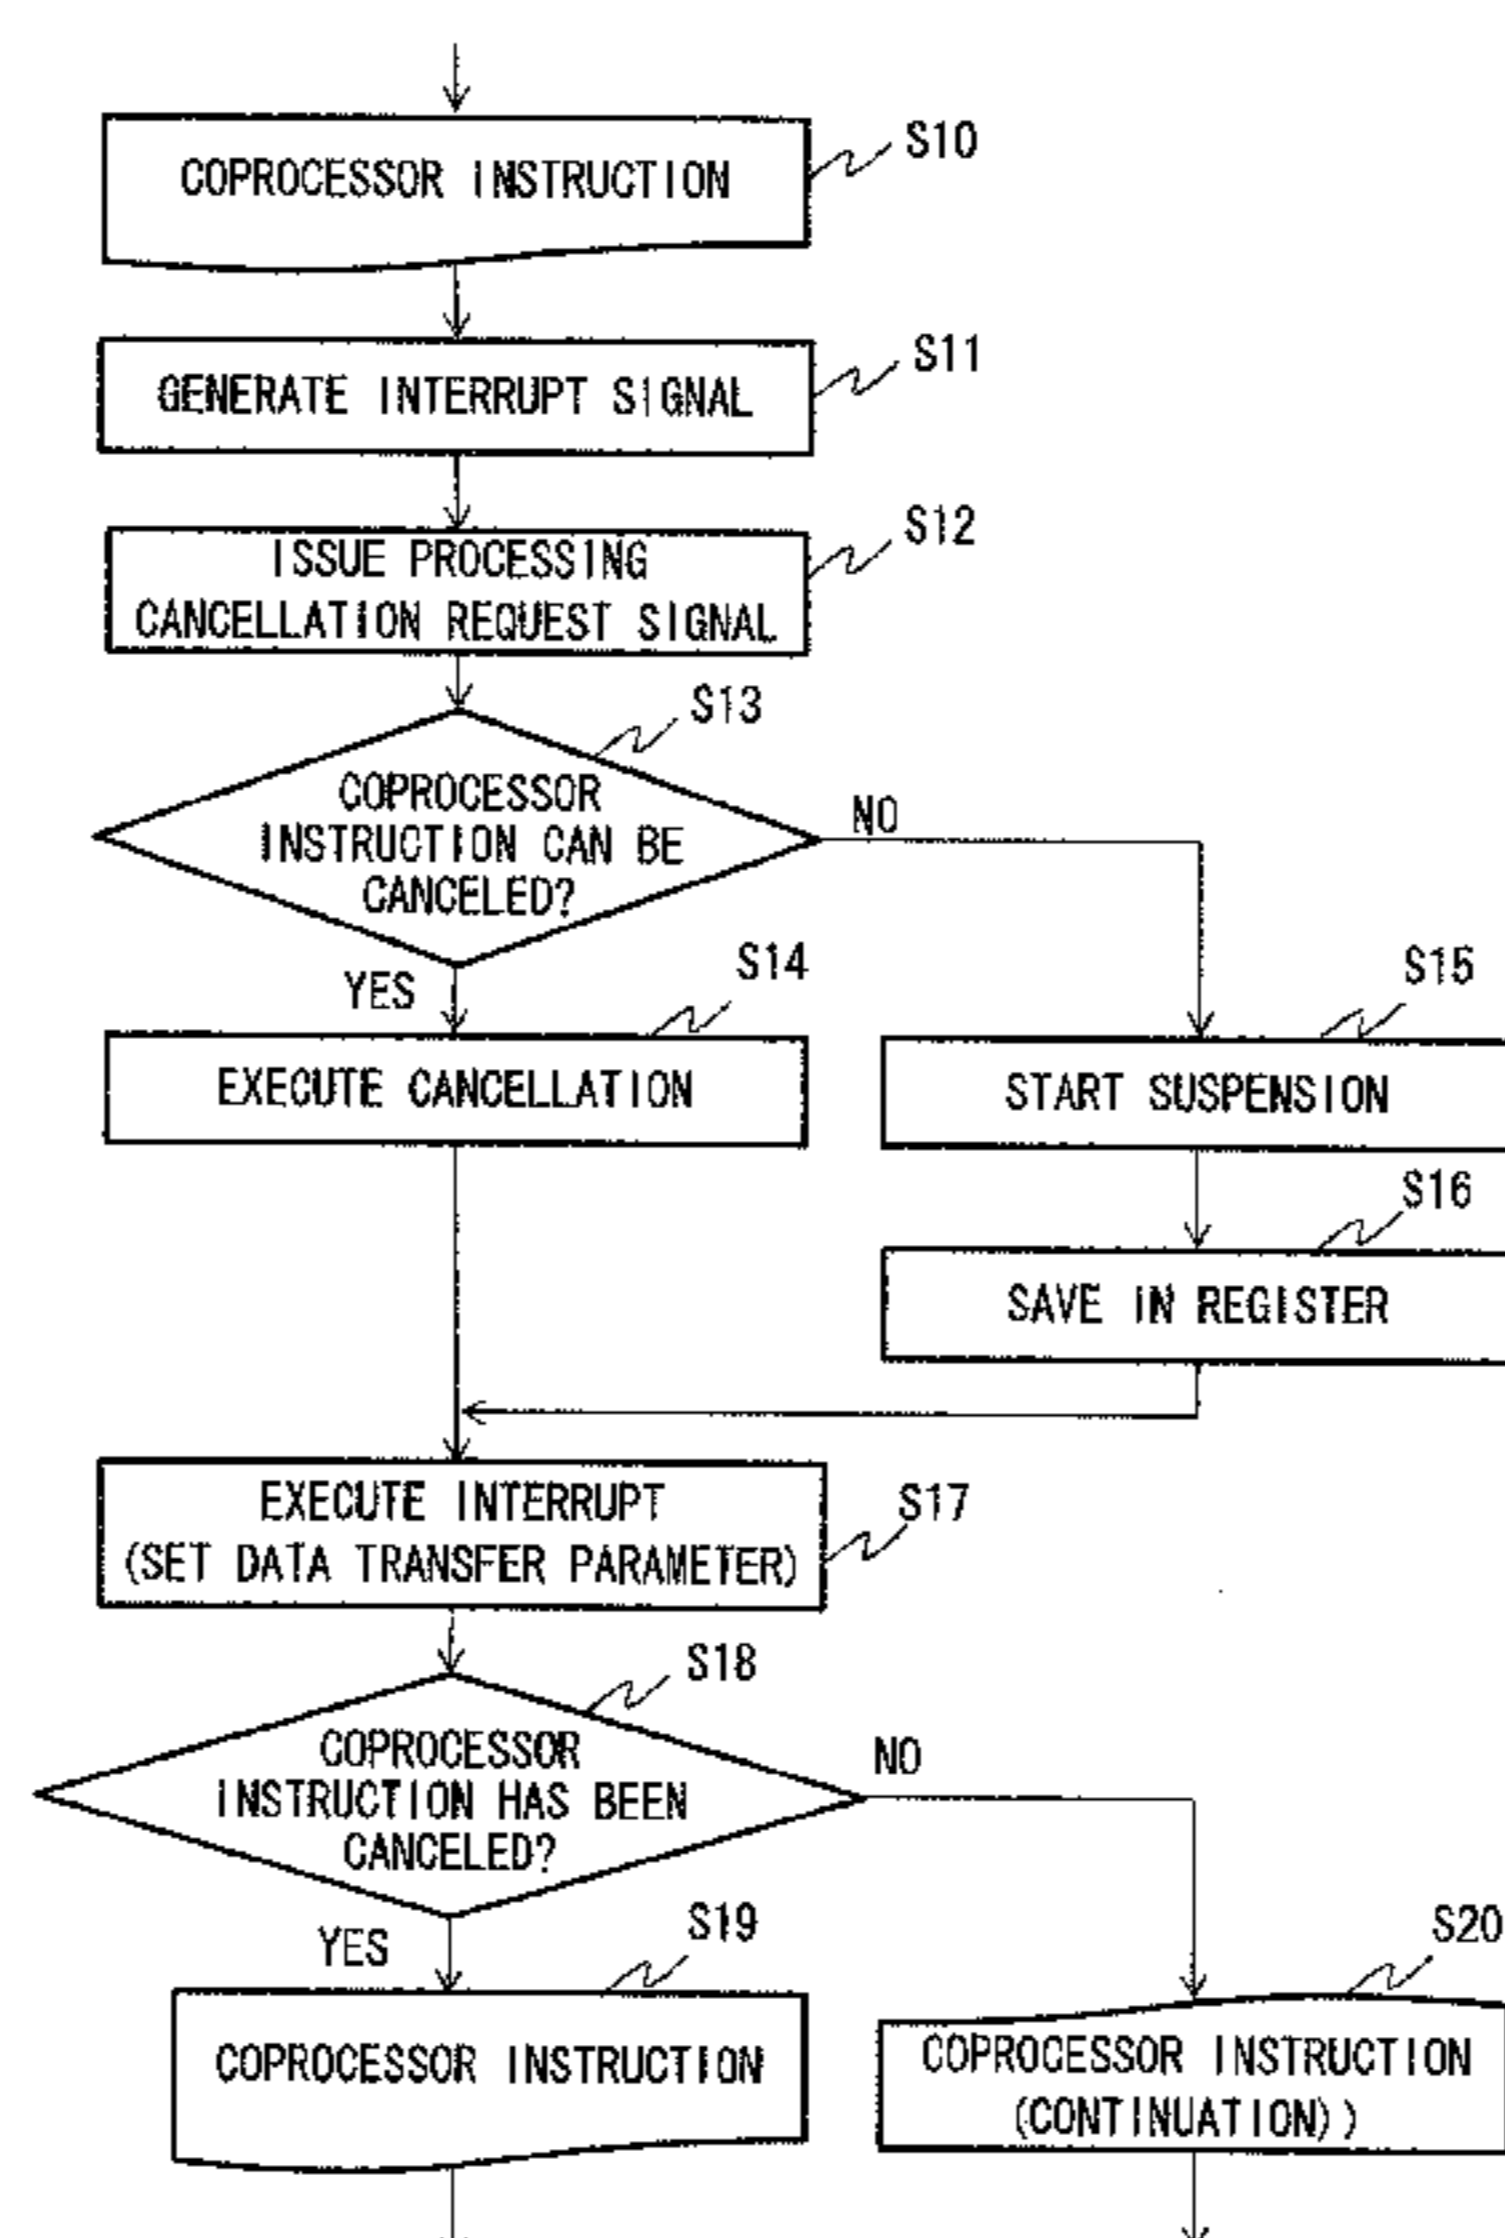 S10
COPROCESSOR INSTRUCTION
S11
GENERATE INTERRUPT SIGNAL
S12
ISSUE PROCESSING
CANCELLATION REQUEST SIGNAL
S13
COPROCESSOR
INSTRUCTION CAN BE
CANCELED?
NO
YES
S14
EXECUTE CANCELLATION
S15
START SUSPENSION
S16
SAVE IN REGISTER
S17
EXECUTE INTERRUPT
(SET DATA TRANSFER PARAMETER)
S18
COPROCESSOR
INSTRUCTION HAS BEEN
CANCELED?
NO
YES
S19
COPROCESSOR INSTRUCTION
S20
COPROCESSOR INSTRUCTION
(CONTINUATION))